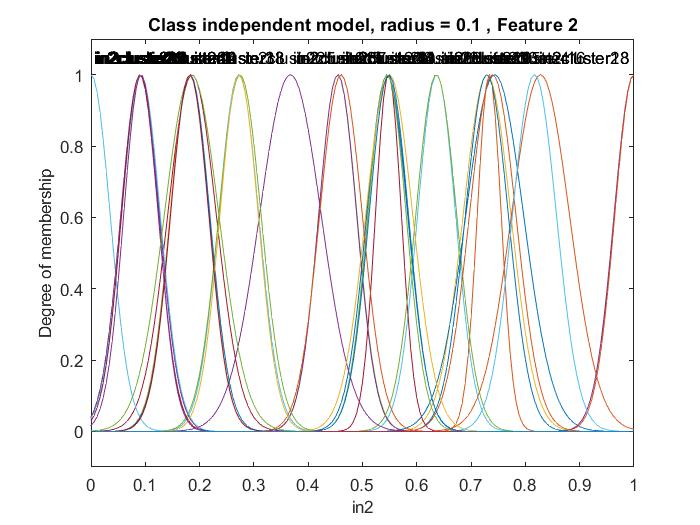 Class independent model, radius = 0.1 , Feature 2
1
0.8
0.6
0.4
0.2
0
Degree of membership
0 0.1 0.2 0.3 0.4 0.5 0.6 0.7 0.8 0.9 1
in2